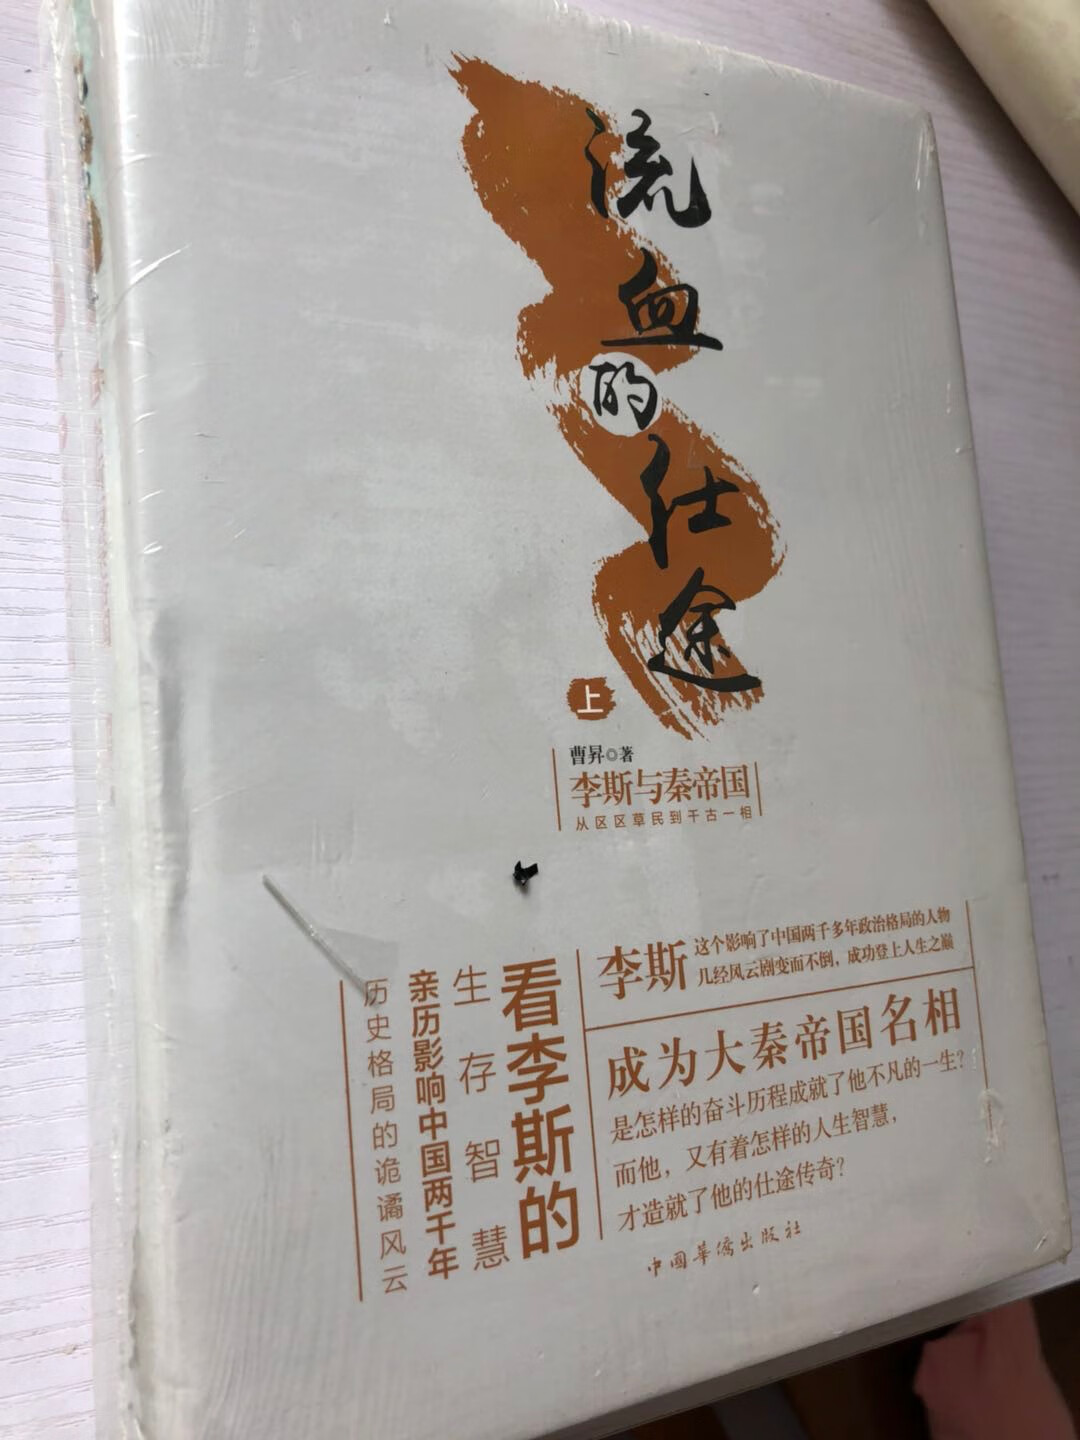 流血的仕途
上
曹昇◎著
李斯与秦帝国
从区区草民到千古一相
李斯
这个影响了中国两千多年政治格局的人物
几经风云剧变而不倒，成功登上人生之巅
成为大秦帝国名相
是怎样的奋斗历程成就了他不凡的一生？
而他，又有着怎样的人生智慧，
才造就了他的仕途传奇？
看李斯的
生存智慧
亲历影响中国两千年
历史格局的诡谲风云
中国华侨出版社